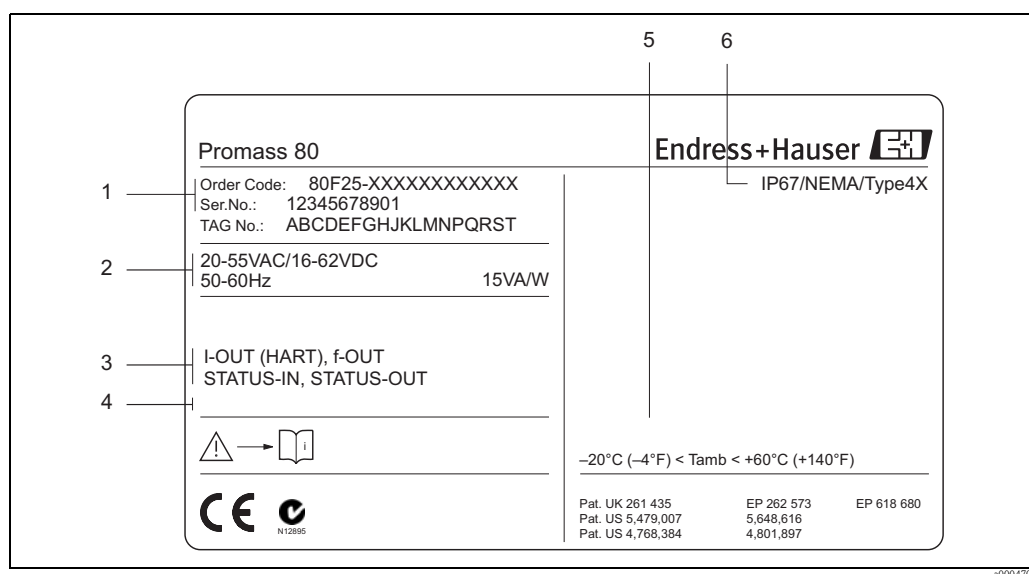 5 6
Promass 80
Endress+Hauser
1
Order Code: 80F25-XXXXXXXXXXXX
Ser.No.: 12345678901
TAG No.: ABCDEFGHJKLMNPQRST
IP67/NEMA/Type4X
2
20-55VAC/16-62VDC
50-60Hz 15VA/W
3
I-OUT (HART), f-OUT
STATUS-IN, STATUS-OUT
4
i
–20°C (–4°F) < Tamb < +60°C (+140°F)
CE
N12895
Pat. UK 261 435 EP 262 573 EP 618 680
Pat. US 5,479,007 5,648,616
Pat. US 4,768,384 4,801,897